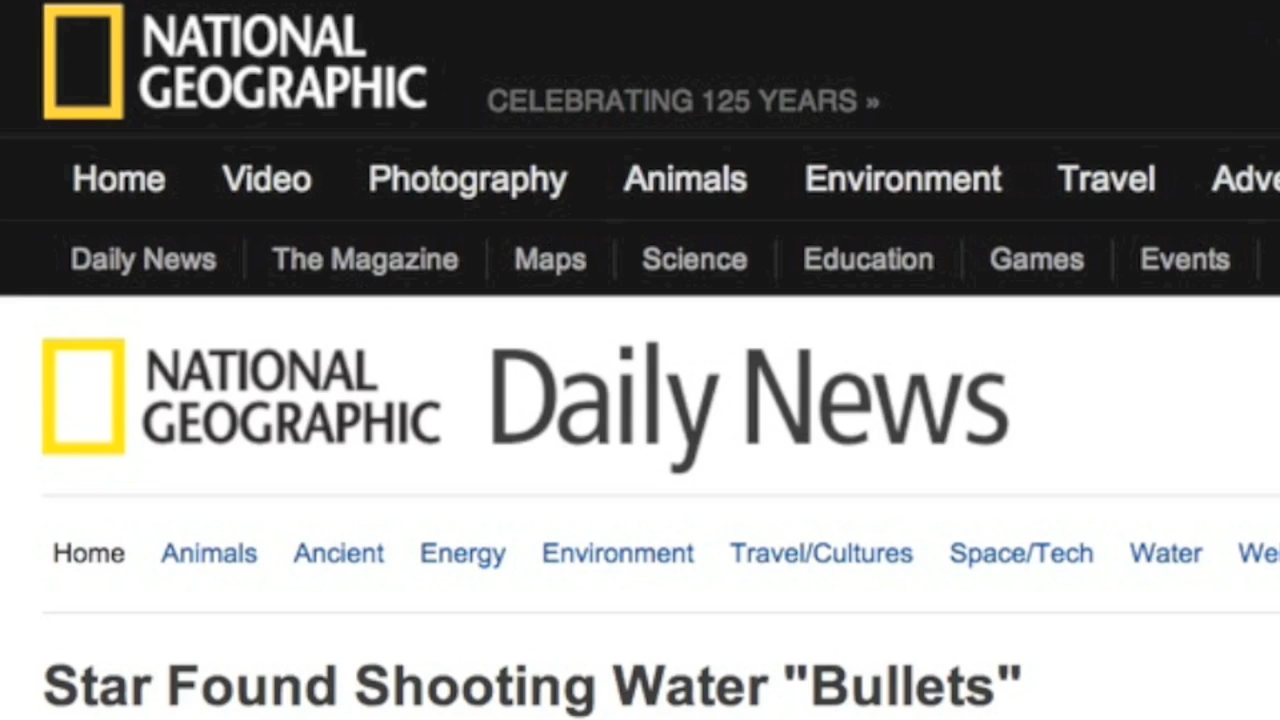 NATIONAL
GEOGRAPHIC
CELEBRATING 125 YEARS »
Home Video Photography Animals Environment Travel
Daily News The Magazine Maps Science Education Games Events
NATIONAL
GEOGRAPHIC
Daily News
Home Animals Ancient Energy Environment Travel/Cultures Space/Tech Water
Star Found Shooting Water "Bullets"